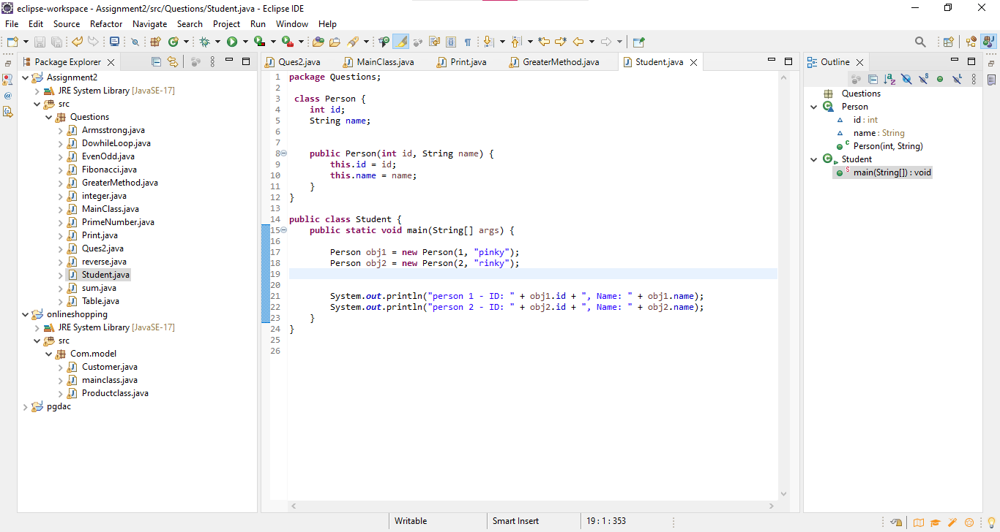 eclipse-workspace - Assignment2/src/Questions/Student.java - Eclipse IDE
File Edit Source Refactor Navigate Search Project Run Window Help
Package Explorer
Assignment2
JRE System Library [JavaSE-17]
src
Questions
Armsstrong.java
DowhileLoop.java
EvenOdd.java
Fibonacci.java
GreaterMethod.java
integer.java
MainClass.java
PrimeNumber.java
Print.java
Ques2.java
reverse.java
Student.java
sum.java
Table.java
onlineshopping
JRE System Library [JavaSE-17]
src
Com.model
Customer.java
mainclass.java
Productclass.java
pgdac
Ques2.java MainClass.java Print.java GreaterMethod.java Student.java
1 package Questions;
2
3 class Person {
4 int id;
5 String name;
6
7
8 public Person(int id, String name) {
9 this.id = id;
10 this.name = name;
11 }
12 }
13
14 public class Student {
15 public static void main(String[] args) {
16
17 Person obj1 = new Person(1, "pinky");
18 Person obj2 = new Person(2, "rinky");
19
20
21 System.out.println("person 1 - ID: " + obj1.id + ", Name: " + obj1.name);
22 System.out.println("person 2 - ID: " + obj2.id + ", Name: " + obj2.name);
23 }
24 }
25
26
Outline
Questions
Person
id : int
name : String
Person(int, String)
Student
main(String[]) : void
Writable Smart Insert 19 : 1 : 353